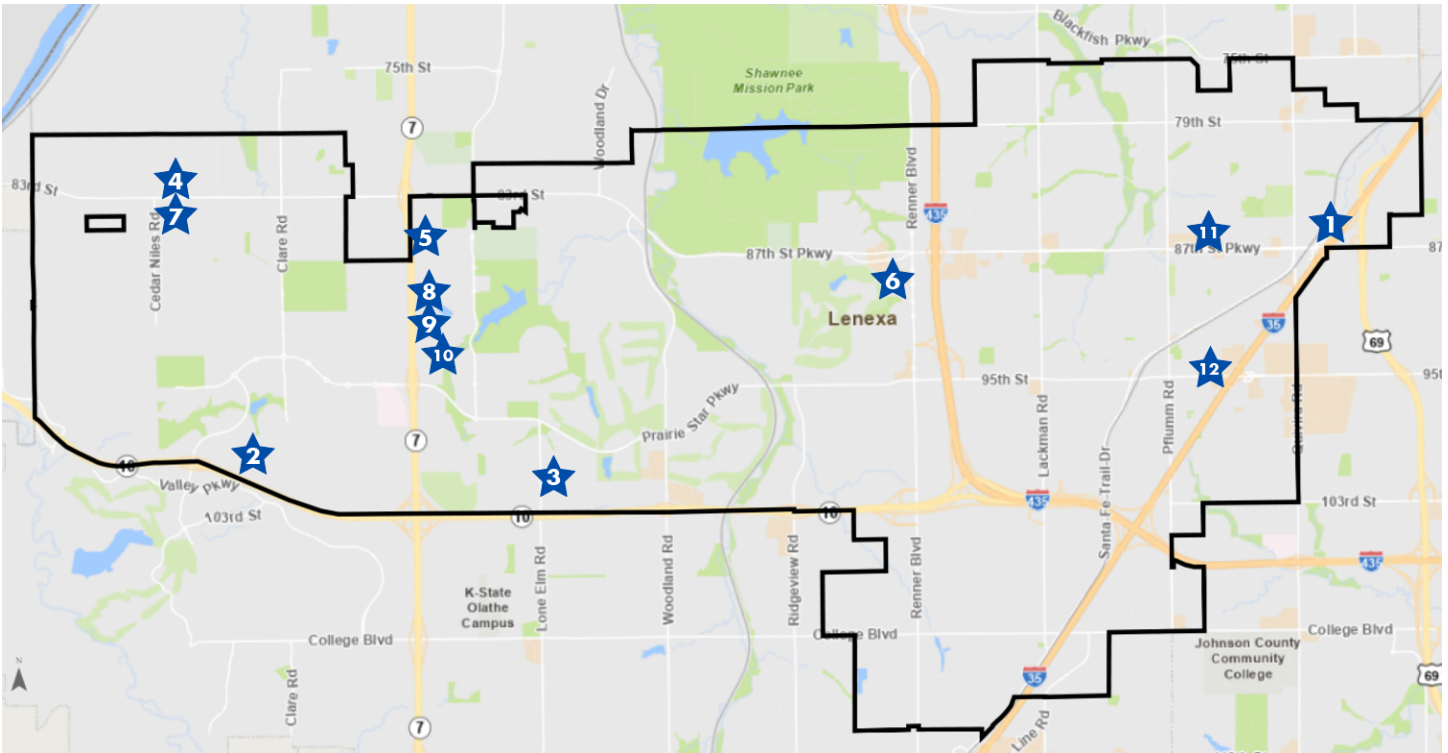 Blackfish Pkwy
75th St
75th St
Shawnee
Mission Park
Woodland Dr
7
79th St
Renner Blvd
4
83rd St
83rd St
7
435
5
11
1
Cedar Niles Rd
Clare Rd
87th St Pkwy
87th St Pkwy
87
6
8
Lenexa
9
35
69
10
12
95th St
95t
Prairie Star Pkwy
Lackman Rd
Pflumm Rd
Quivira Rd
7
2
3
10
Valley Pkwy
Santa Fe Trail Dr
103rd St
10
10
435
103rd St
Lone Elm Rd
Woodland Rd
Ridgeview Rd
Renner Blvd
435
K-State
Olathe
Campus
College Blvd
College Blvd
College Blvd
Johnson County
Community
College
N
Clare Rd
35
69
Line Rd
7